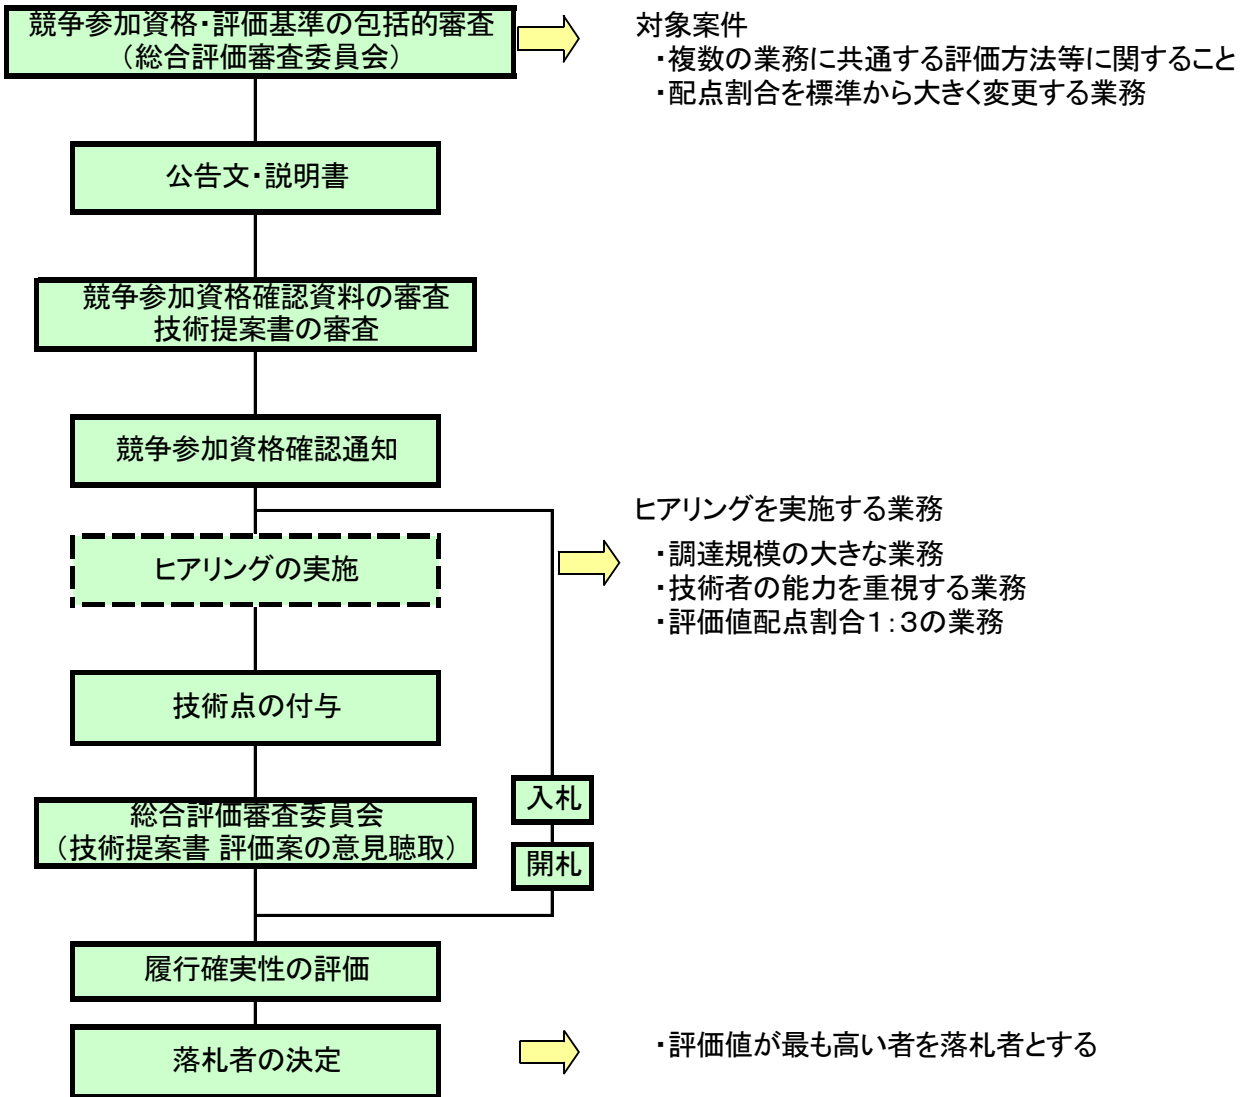 競争参加資格・評価基準の包括的審査
（総合評価審査委員会）
対象案件
・複数の業務に共通する評価方法等に関すること
・配点割合を標準から大きく変更する業務
公告文・説明書
競争参加資格確認資料の審査
技術提案書の審査
競争参加資格確認通知
ヒアリングを実施する業務
・調達規模の大きな業務
・技術者の能力を重視する業務
・評価値配点割合１：３の業務
ヒアリングの実施
技術点の付与
入札
総合評価審査委員会
（技術提案書 評価案の意見聴取）
開札
履行確実性の評価
落札者の決定
・評価値が最も高い者を落札者とする